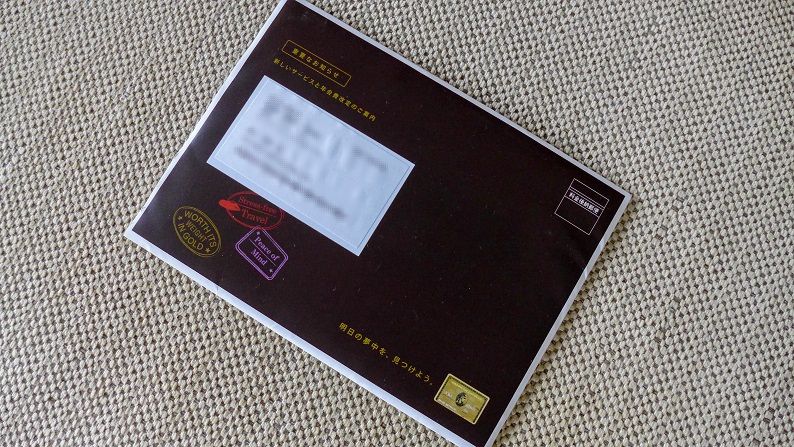 重要なお知らせ
新しいサービスと年会費改定のご案内
料金後納郵便
Stress-free
Travel
WORTH ITS
WEIGHT
IN GOLD
Peace of
Mind
明日の夢中を、見つけよう。